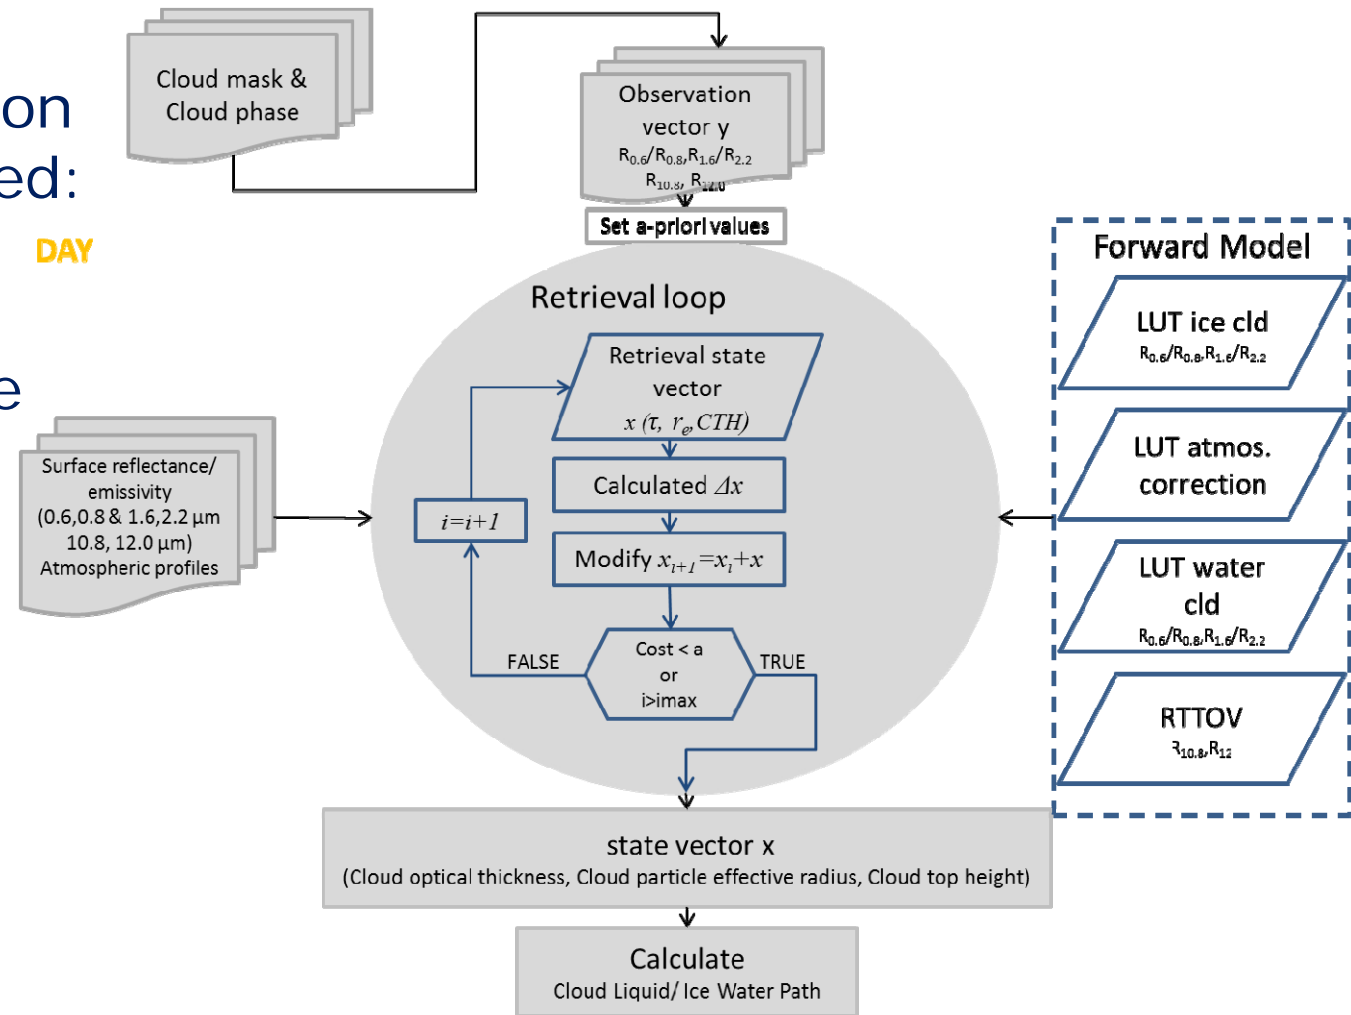 on
ed:
DAY
e
Cloud mask &
Cloud phase
Observation
vector y
R0.6/R0.8,R1.6/R2.2
R10.8, R12.0
Set a-priori values
Retrieval loop
Retrieval state
vector
x (τ, re,CTH)
Calculated Δx
i=i+1
Modify xi+1=xi+x
Cost < a
or
i>imax
FALSE
TRUE
Surface reflectance/
emissivity
(0.6,0.8 & 1.6,2.2 µm
10.8, 12.0 µm)
Atmospheric profiles
Forward Model
LUT ice cld
R0.6/R0.8,R1.6/R2.2
LUT atmos.
correction
LUT water
cld
R0.6/R0.8,R1.6/R2.2
RTTOV
R10.8,R12
state vector x
(Cloud optical thickness, Cloud particle effective radius, Cloud top height)
Calculate
Cloud Liquid/ Ice Water Path